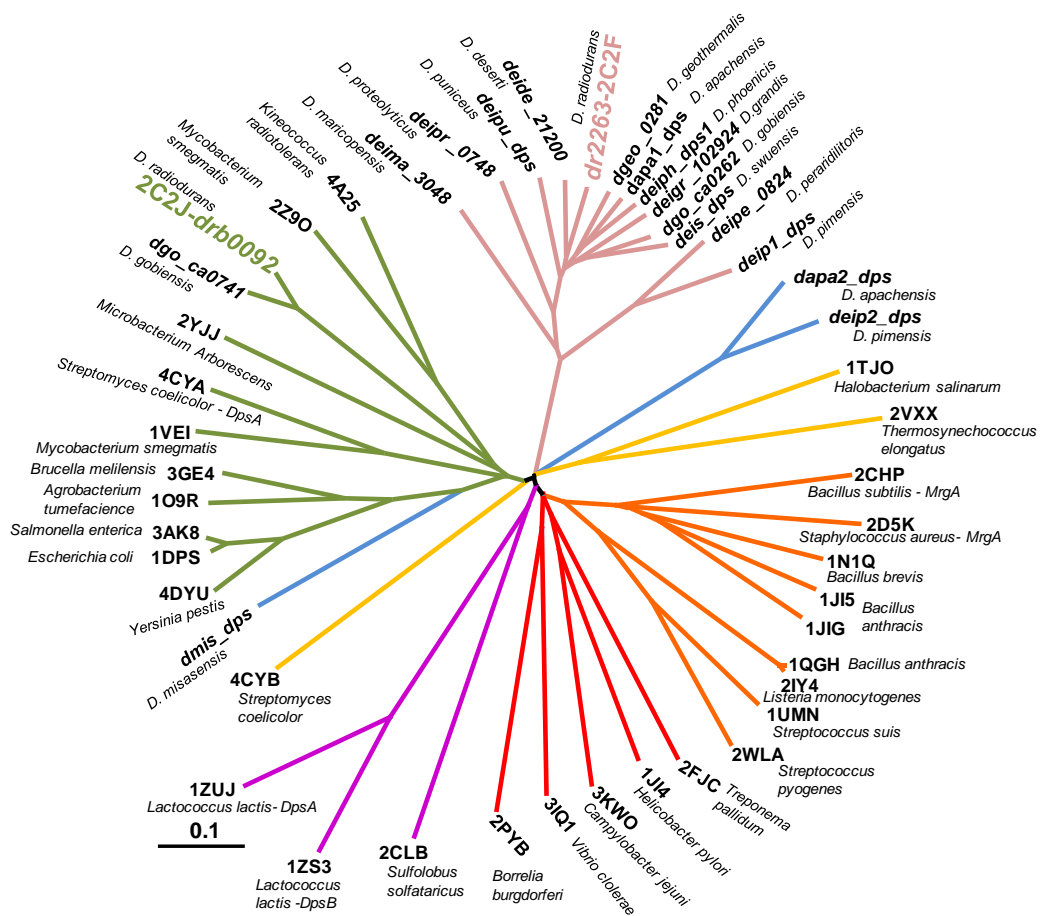 D. proteolyticus
deipr_0748
D. puniceus
deipu_dps
D. deserti
deide_21200
D. radiodurans
dr2263-2C2F
dgeo_0281 D. geothermalis
dapa1_dps D. apachensis
deiph_dps1 D. phoenicis
deigr_102924 D.grandis
dgo_ca0262 D. gobiensis
deis_dps D. swuensis
deipe_0824 D. peraridlitoris
deip1_dps
D. pimensis
dapa2_dps
D. apachensis
deip2_dps
D. pimensis
1TJO
Halobacterium salinarum
2VXX
Thermosynechococcus
elongatus
2CHP
Bacillus subtilis - MrgA
2D5K
Staphylococcus aureus- MrgA
1N1Q
Bacillus brevis
1JI5
1JIG
Bacillus
anthracis
1QGH Bacillus anthracis
2IY4
Listeria monocytogenes
1UMN
Streptococcus suis
2WLA
Streptococcus
pyogenes
2FJC Treponema
pallidum
1JI4
Helicobacter pylori
3KWO
Campylobacter jejuni
3IQ1 Vibrio clolerae
2PYB
Borrelia
burgdorferi
2CLB
Sulfolobus
solfataricus
1ZS3
Lactococcus
lactis -DpsB
1ZUJ
Lactococcus lactis- DpsA
0.1
4CYB
Streptomyces
coelicolor
dmis_dps
D. misasensis
4DYU
Yersinia pestis
1DPS
Escherichia coli
3AK8
Salmonella enterica
1O9R
Agrobacterium
tumefacience
3GE4
Brucella melilensis
1VEI
Mycobacterium smegmatis
4CYA
Streptomyces coelicolor - DpsA
2YJJ
Microbacterium Arborescens
dgo_ca0741
D. gobiensis
D. radiodurans
2C2J-drb0092
Mycobacterium
smegmatis
2Z9O
Kineococcus
radiotolerans
4A25
D. maricopensis
deima_3048